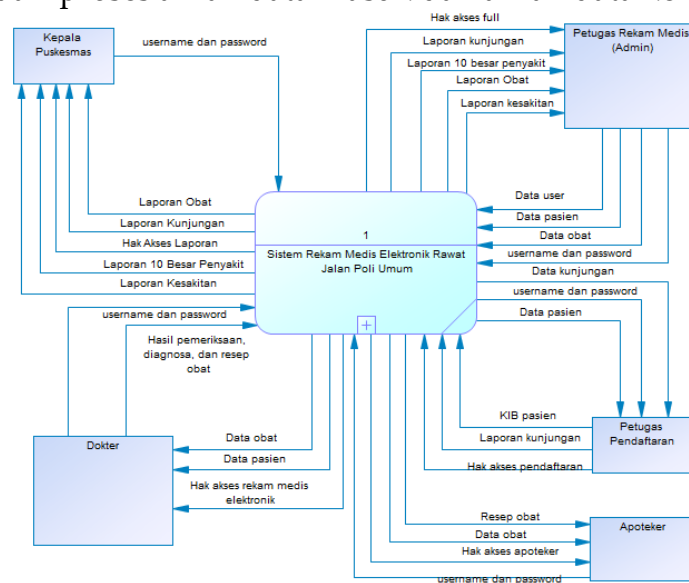 Hak akses full
Kepala
Puskesmas
username dan password
Laporan kunjungan
Laporan 10 besar penyakit
Laporan Obat
Laporan kesakitan
Petugas Rekam Medis
(Admin)
Laporan Obat
Laporan Kunjungan
Hak Akses Laporan
Laporan 10 Besar Penyakit
Laporan Kesakitan
1
Sistem Rekam Medis Elektronik Rawat
Jalan Poli Umum
Data user
Data pasien
Data obat
username dan password
Data kunjungan
username dan password
Data pasien
username dan password
Hasil pemeriksaan,
diagnosa, dan resep
obat
KIB pasien
Laporan kunjungan
Hak akses pendaftaran
Petugas
Pendaftaran
Dokter
Data obat
Data pasien
Hak akses rekam medis
elektronik
Resep obat
Data obat
Hak akses apoteker
username dan password
Apoteker